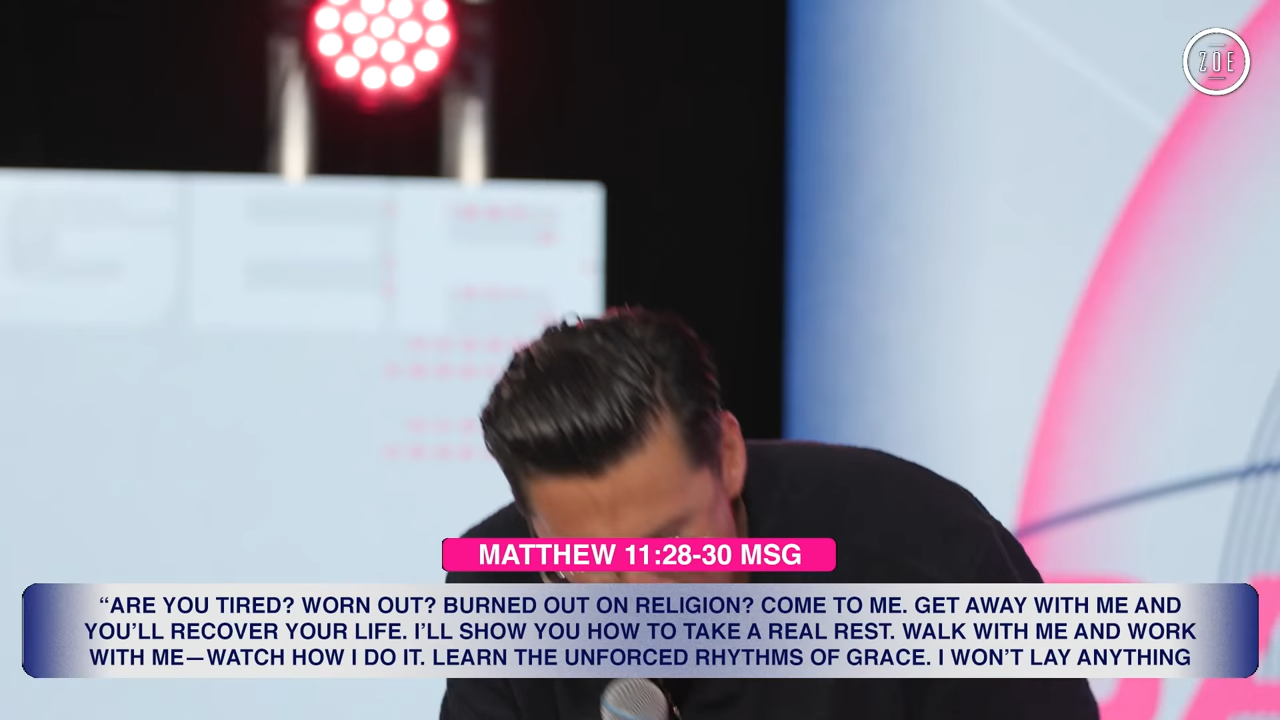 ZOE
MATTHEW 11:28-30 MSG
“ARE YOU TIRED? WORN OUT? BURNED OUT ON RELIGION? COME TO ME. GET AWAY WITH ME AND
YOU’LL RECOVER YOUR LIFE. I’LL SHOW YOU HOW TO TAKE A REAL REST. WALK WITH ME AND WORK
WITH ME—WATCH HOW I DO IT. LEARN THE UNFORCED RHYTHMS OF GRACE. I WON’T LAY ANYTHING